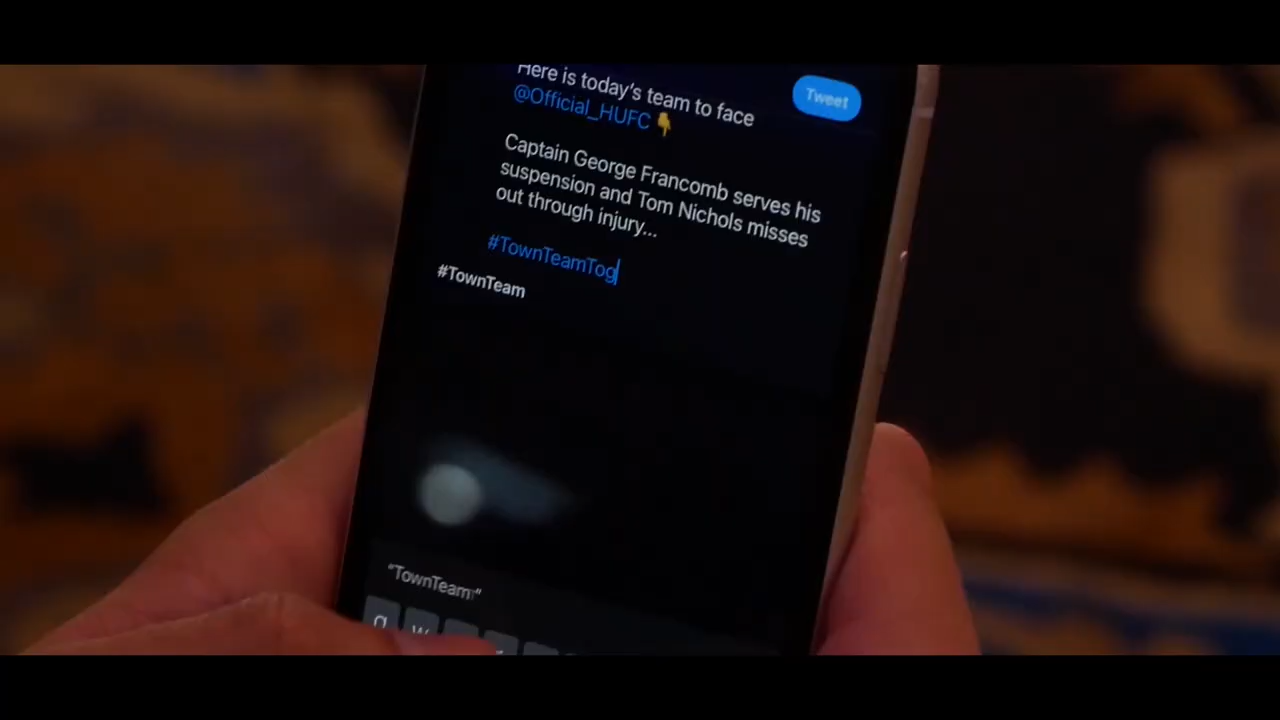 Here is today's team to face
@Official_HUFC👇
Tweet
Captain George Francomb serves his
suspension and Tom Nichols misses
out through injury...
#TownTeamTog
#TownTeam
"TownTeam"
q w